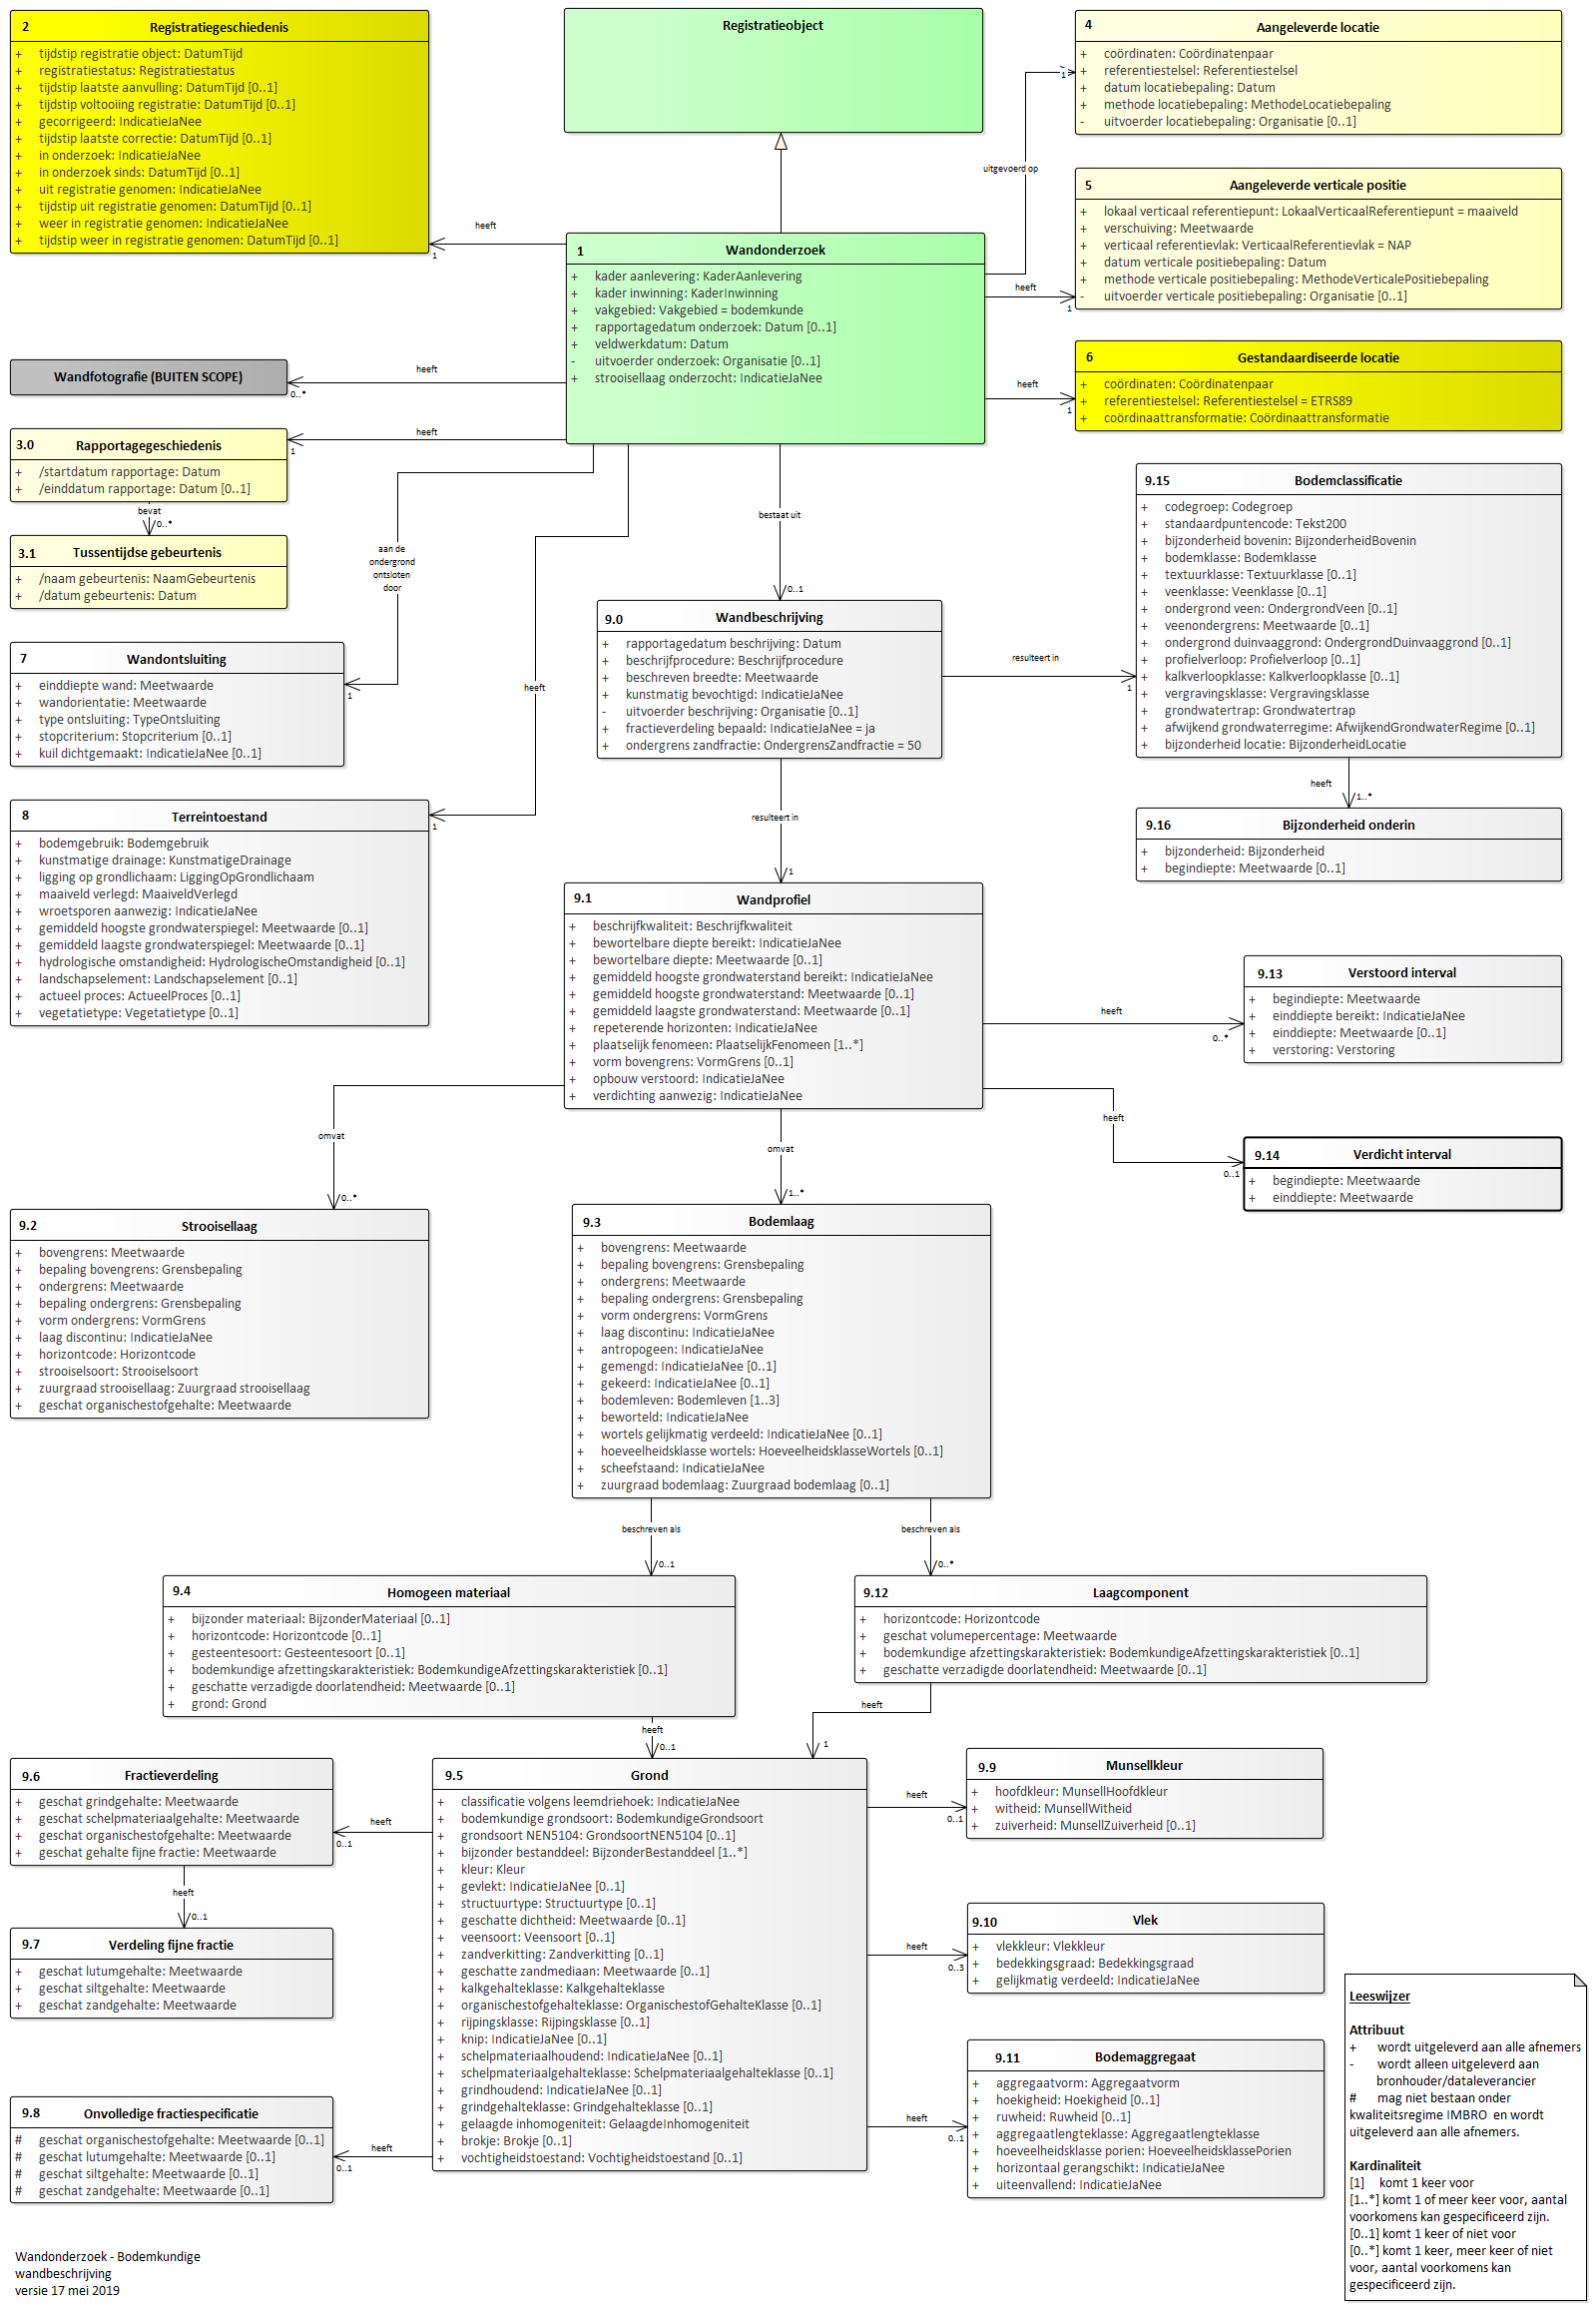 2 Registratiegeschiedenis
+ tijdstip registratie object: DatumTijd
+ registratiestatus: Registratiestatus
+ tijdstip laatste aanvulling: DatumTijd [0..1]
+ tijdstip voltooiing registratie: DatumTijd [0..1]
+ gecorrigeerd: IndicatieJaNee
+ tijdstip laatste correctie: DatumTijd [0..1]
+ in onderzoek: IndicatieJaNee
+ in onderzoek sinds: DatumTijd [0..1]
+ uit registratie genomen: IndicatieJaNee
+ tijdstip uit registratie genomen: DatumTijd [0..1]
+ weer in registratie genomen: IndicatieJaNee
+ tijdstip weer in registratie genomen: DatumTijd [0..1]
Registratieobject
4 Aangeleverde locatie
+ coördinaten: Coördinatenpaar
+ referentiestelsel: Referentiestelsel
+ datum locatiebepaling: Datum
+ methode locatiebepaling: MethodeLocatiebepaling
- uitvoerder locatiebepaling: Organisatie [0..1]
1
uitgevoerd op
5 Aangeleverde verticale positie
+ lokaal verticaal referentiepunt: LokaalVerticaalReferentiepunt = maaiveld
+ verschuiving: Meetwaarde
+ verticaal referentievlak: VerticaalReferentievlak = NAP
+ datum verticale positiebepaling: Datum
+ methode verticale positiebepaling: MethodeVerticalePositiebepaling
- uitvoerder verticale positiebepaling: Organisatie [0..1]
heeft
1
heeft
1
1 Wandonderzoek
+ kader aanlevering: KaderAanlevering
+ kader inwinning: KaderInwinning
+ vakgebied: Vakgebied = bodemkunde
+ rapportagedatum onderzoek: Datum [0..1]
+ veldwerkdatum: Datum
- uitvoerder onderzoek: Organisatie [0..1]
+ strooisellaag onderzocht: IndicatieJaNee
6 Gestandaardiseerde locatie
+ coördinaten: Coördinatenpaar
+ referentiestelsel: Referentiestelsel = ETRS89
+ coördinaattransformatie: Coördinaattransformatie
heeft
1
Wandfotografie (BUITEN SCOPE)
heeft
0..*
3.0 Rapportagegeschiedenis
+ /startdatum rapportage: Datum
+ /einddatum rapportage: Datum [0..1]
heeft
1
bevat
0..*
3.1 Tussentijdse gebeurtenis
+ /naam gebeurtenis: NaamGebeurtenis
+ /datum gebeurtenis: Datum
aan de
ondergrond
ontsloten
door
1
bestaat uit
0..1
9.15 Bodemclassificatie
+ codegroep: Codegroep
+ standaardpuntencode: Tekst200
+ bijzonderheid bovenin: BijzonderheidBovenin
+ bodemklasse: Bodemklasse
+ textuurklasse: Textuurklasse [0..1]
+ veenklasse: Veenklasse [0..1]
+ ondergrond veen: OndergrondVeen [0..1]
+ veenondergrens: Meetwaarde [0..1]
+ ondergrond duinvaaggrond: OndergrondDuinvaaggrond [0..1]
+ profielverloop: Profielverloop [0..1]
+ kalkverloopklasse: Kalkverloopklasse [0..1]
+ vergravingsklasse: Vergravingsklasse
+ grondwatertrap: Grondwatertrap
+ afwijkend grondwaterregime: AfwijkendGrondwaterRegime [0..1]
+ bijzonderheid locatie: BijzonderheidLocatie
7 Wandontsluiting
+ einddiepte wand: Meetwaarde
+ wandorientatie: Meetwaarde
+ type ontsluiting: TypeOntsluiting
+ stopcriterium: Stopcriterium [0..1]
+ kuil dichtgemaakt: IndicatieJaNee [0..1]
9.0 Wandbeschrijving
+ rapportagedatum beschrijving: Datum
+ beschrijfprocedure: Beschrijfprocedure
+ beschreven breedte: Meetwaarde
+ kunstmatig bevochtigd: IndicatieJaNee
- uitvoerder beschrijving: Organisatie [0..1]
+ fractieverdeling bepaald: IndicatieJaNee = ja
+ ondergrens zandfractie: OndergrensZandfractie = 50
resulteert in
1
heeft
1
heeft
1..*
9.16 Bijzonderheid onderin
+ bijzonderheid: Bijzonderheid
+ begindiepte: Meetwaarde [0..1]
8 Terreintoestand
+ bodemgebruik: Bodemgebruik
+ kunstmatige drainage: KunstmatigeDrainage
+ ligging op grondlichaam: LiggingOpGrondlichaam
+ maaiveld verlegd: MaaiveldVerlegd
+ wroetsporen aanwezig: IndicatieJaNee
+ gemiddeld hoogste grondwaterspiegel: Meetwaarde [0..1]
+ gemiddeld laagste grondwaterspiegel: Meetwaarde [0..1]
+ hydrologische omstandigheid: HydrologischeOmstandigheid [0..1]
+ landschapselement: Landschapselement [0..1]
+ actueel proces: ActueelProces [0..1]
+ vegetatietype: Vegetatietype [0..1]
resulteert in
1
9.1 Wandprofiel
+ beschrijfkwaliteit: Beschrijfkwaliteit
+ bewortelbare diepte bereikt: IndicatieJaNee
+ bewortelbare diepte: Meetwaarde [0..1]
+ gemiddeld hoogste grondwaterstand bereikt: IndicatieJaNee
+ gemiddeld hoogste grondwaterstand: Meetwaarde [0..1]
+ gemiddeld laagste grondwaterstand: Meetwaarde [0..1]
+ repeterende horizonten: IndicatieJaNee
+ plaatselijk fenomeen: PlaatselijkFenomeen [1..*]
+ vorm bovengrens: VormGrens [0..1]
+ opbouw verstoord: IndicatieJaNee
+ verdichting aanwezig: IndicatieJaNee
heeft
0..*
9.13 Verstoord interval
+ begindiepte: Meetwaarde
+ einddiepte bereikt: IndicatieJaNee
+ einddiepte: Meetwaarde [0..1]
+ verstoring: Verstoring
heeft
0..1
9.14 Verdicht interval
+ begindiepte: Meetwaarde
+ einddiepte: Meetwaarde
omvat
0..*
omvat
1..*
9.2 Strooisellaag
+ bovengrens: Meetwaarde
+ bepaling bovengrens: Grensbepaling
+ ondergrens: Meetwaarde
+ bepaling ondergrens: Grensbepaling
+ vorm ondergrens: VormGrens
+ laag discontinu: IndicatieJaNee
+ horizontcode: Horizontcode
+ strooiselsoort: Strooiselsoort
+ zuurgraad strooisellaag: Zuurgraad strooisellaag
+ geschat organischestofgehalte: Meetwaarde
9.3 Bodemlaag
+ bovengrens: Meetwaarde
+ bepaling bovengrens: Grensbepaling
+ ondergrens: Meetwaarde
+ bepaling ondergrens: Grensbepaling
+ vorm ondergrens: VormGrens
+ laag discontinu: IndicatieJaNee
+ antropogeen: IndicatieJaNee
+ gemengd: IndicatieJaNee [0..1]
+ gekeerd: IndicatieJaNee [0..1]
+ bodemleven: Bodemleven [1..3]
+ beworteld: IndicatieJaNee
+ wortels gelijkmatig verdeeld: IndicatieJaNee [0..1]
+ hoeveelheidsklasse wortels: HoeveelheidsklasseWortels [0..1]
+ scheefstaand: IndicatieJaNee
+ zuurgraad bodemlaag: Zuurgraad bodemlaag [0..1]
beschreven als
0..1
beschreven als
0..*
9.4 Homogeen materiaal
+ bijzonder materiaal: BijzonderMateriaal [0..1]
+ horizontcode: Horizontcode [0..1]
+ gesteentesoort: Gesteentesoort [0..1]
+ bodemkundige afzettingskarakteristiek: BodemkundigeAfzettingskarakteristiek [0..1]
+ geschatte verzadigde doorlatendheid: Meetwaarde [0..1]
+ grond: Grond
9.12 Laagcomponent
+ horizontcode: Horizontcode
+ geschat volumepercentage: Meetwaarde
+ bodemkundige afzettingskarakteristiek: BodemkundigeAfzettingskarakteristiek [0..1]
+ geschatte verzadigde doorlatendheid: Meetwaarde [0..1]
heeft
0..1
heeft
1
9.6 Fractieverdeling
+ geschat grindgehalte: Meetwaarde
+ geschat schelpmateriaalgehalte: Meetwaarde
+ geschat organischestofgehalte: Meetwaarde
+ geschat gehalte fijne fractie: Meetwaarde
heeft
0..1
heeft
0..1
9.7 Verdeling fijne fractie
+ geschat lutumgehalte: Meetwaarde
+ geschat siltgehalte: Meetwaarde
+ geschat zandgehalte: Meetwaarde
9.5 Grond
+ classificatie volgens leemdriehoek: IndicatieJaNee
+ bodemkundige grondsoort: BodemkundigeGrondsoort
+ grondsoort NEN5104: GrondsoortNEN5104 [0..1]
+ bijzonder bestanddeel: BijzonderBestanddeel [1..*]
+ kleur: Kleur
+ gevlekt: IndicatieJaNee [0..1]
+ structuurtype: Structuurtype [0..1]
+ geschatte dichtheid: Meetwaarde [0..1]
+ veensoort: Veensoort [0..1]
+ zandverkitting: Zandverkitting [0..1]
+ geschatte zandmediaan: Meetwaarde [0..1]
+ kalkgehalteklasse: Kalkgehalteklasse
+ organischestofgehalteklasse: OrganischestofGehalteKlasse [0..1]
+ rijpingsklasse: Rijpingsklasse [0..1]
+ knip: IndicatieJaNee [0..1]
+ schelpmateriaalhoudend: IndicatieJaNee [0..1]
+ schelpmateriaalgehalteklasse: Schelpmateriaalgehalteklasse [0..1]
+ grindhoudend: IndicatieJaNee [0..1]
+ grindgehalteklasse: Grindgehalteklasse [0..1]
+ gelaagde inhomogeniteit: GelaagdeInhomogeniteit
+ brokje: Brokje [0..1]
+ vochtigheidstoestand: Vochtigheidstoestand [0..1]
heeft
0..1
9.9 Munsellkleur
+ hoofdkleur: MunsellHoofdkleur
+ witheid: MunsellWitheid
+ zuiverheid: MunsellZuiverheid [0..1]
heeft
0..3
9.10 Vlek
+ vlekkleur: Vlekkleur
+ bedekkingsgraad: Bedekkingsgraad
+ gelijkmatig verdeeld: IndicatieJaNee
heeft
0..1
9.11 Bodemaggregaat
+ aggregaatvorm: Aggregaatvorm
+ hoekigheid: Hoekigheid [0..1]
+ ruwheid: Ruwheid [0..1]
+ aggregaatlengteklasse: Aggregaatlengteklasse
+ hoeveelheidsklasse porien: HoeveelheidsklassePorien
+ horizontaal gerangschikt: IndicatieJaNee
+ uiteenvallend: IndicatieJaNee
9.8 Onvolledige fractiespecificatie
# geschat organischestofgehalte: Meetwaarde [0..1]
# geschat lutumgehalte: Meetwaarde [0..1]
# geschat siltgehalte: Meetwaarde [0..1]
# geschat zandgehalte: Meetwaarde [0..1]
heeft
0..1
Leeswijzer
Attribuut
+ wordt uitgeleverd aan alle afnemers
- wordt alleen uitgeleverd aan
bronhouder/dataleverancier
# mag niet bestaan onder
kwaliteitsregime IMBRO en wordt
uitgeleverd aan alle afnemers.
Kardinaliteit
[1] komt 1 keer voor
[1..*] komt 1 of meer keer voor, aantal
voorkomens kan gespecificeerd zijn.
[0..1] komt 1 keer of niet voor
[0..*] komt 1 keer, meer keer of niet
voor, aantal voorkomens kan
gespecificeerd zijn.
Wandonderzoek - Bodemkundige
wandbeschrijving
versie 17 mei 2019